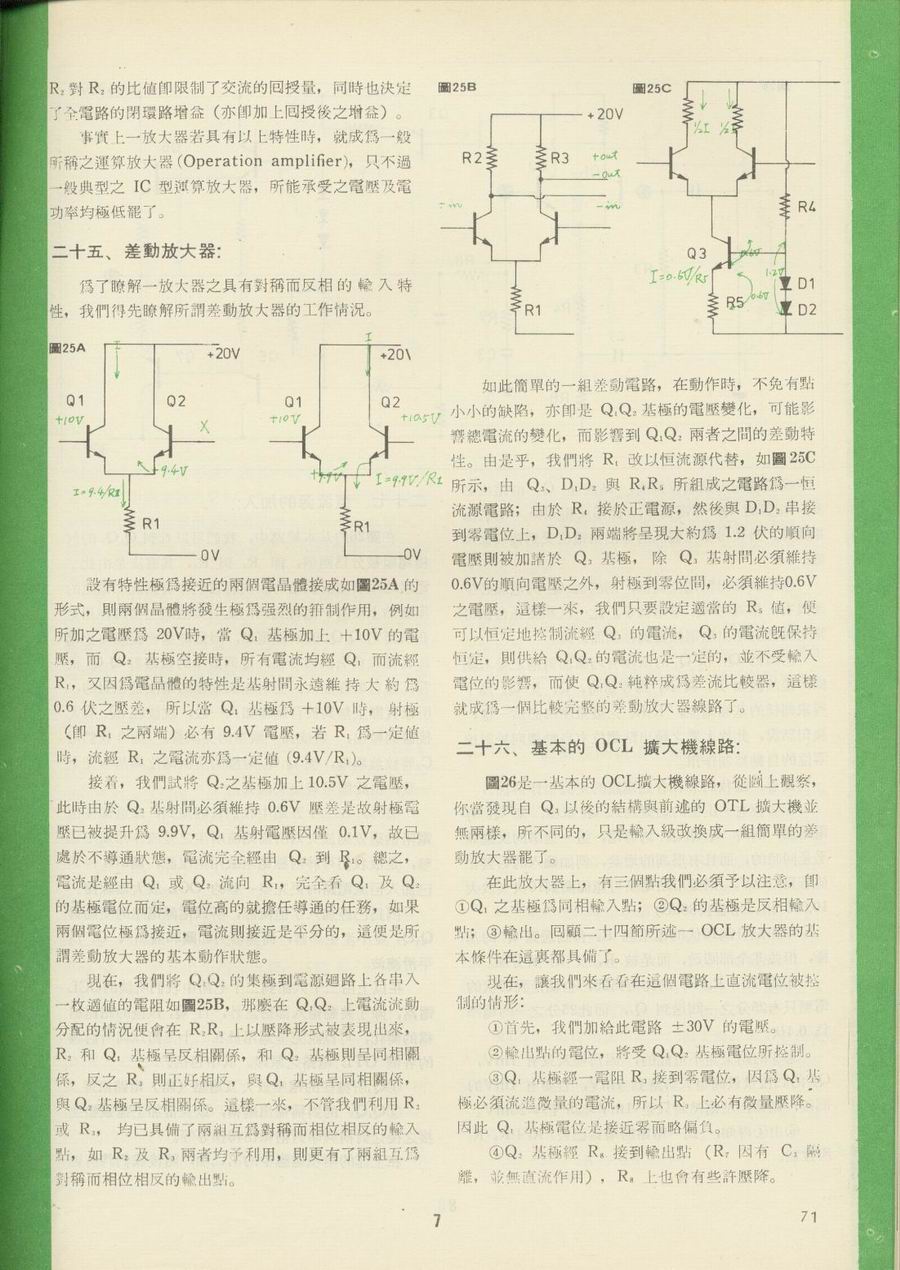 R₂對 R₂ 的比値卽限制了交流的囘授量，同時也決定
了全電路的閉環路增益（亦卽加上囘授後之增益）。
事實上一放大器若具有以上特性時，就成爲一般
所稱之運算放大器(Operation amplifier)，只不過
一般典型之 IC 型運算放大器，所能承受之電壓及電
功率均極低罷了。
二十五、差動放大器:
爲了瞭解一放大器之具有對稱而反相的輸入特
性，我們得先瞭解所謂差動放大器的工作情況。
圖25A
I
+20V
Q1
Q2
+10V
X
+9.4V
I=9.4/R1
R1
0V
I
+20V
Q1
Q2
+10V
+10.5V
+9.9V
I=9.9V/R1
R1
0V
設有特性極爲接近的兩個電晶體接成如圖25A 的
形式，則兩個晶體將發生極爲强烈的箝制作用，例如
所加之電壓爲 20V時，當 Q₁ 基極加上 +10V 的電
壓，而 Q₂ 基極空接時，所有電流均經 Q₁ 而流經
R₁，又因爲電晶體的特性是基射間永遠維持大約爲
0.6 伏之壓差，所以當 Q₁ 基極爲 +10V 時，射極
（卽 R₁ 之兩端）必有 9.4V 電壓，若 R₁ 爲一定値
時，流經 R₁ 之電流亦爲一定値 (9.4V/R₁)。
接着，我們試將 Q₂之基極加上10.5V 之電壓，
此時由於 Q₂ 基射間必須維持 0.6V 壓差是故射極電
壓已被提升爲 9.9V，Q₁ 基射電壓因僅 0.1V，故已
處於不導通狀態，電流完全經由 Q₂ 到 R₁。總之，
電流是經由 Q₁ 或 Q₂ 流向 R₁，完全看 Q₁ 及 Q₂
的基極電位而定，電位高的就擔任導通的任務，如果
兩個電位極爲接近，電流則接近是平分的，這便是所
謂差動放大器的基本動作狀態。
現在，我們將 Q₁Q₂ 的集極到電源迴路上各串入
一枚適値的電阻如圖25B，那麼在 Q₁Q₂ 上電流流動
分配的情況便會在 R₂R₃ 上以壓降形式被表現出來，
R₂ 和 Q₁ 基極呈反相關係，和 Q₂ 基極則呈同相關
係，反之 R₃ 則正好相反，與Q₁ 基極呈同相關係，
與Q₂基極呈反相關係。這樣一來，不管我們利用 R₂
或 R₃， 均已具備了兩組互爲對稱而相位相反的輸入
點，如 R₂ 及 R₃ 兩者均予利用，則更有了兩組互爲
對稱而相位相反的輸出點。
圖25B
+20V
R2
R3
+out
-out
+in
-in
R1
圖25C
½I
½I
R4
Q3
0.6V
I=0.6V/R5
1.2V
D1
R5
0.6V
D2
如此簡單的一組差動電路，在動作時，不免有點
小小的缺陷，亦卽是 Q₁Q₂ 基極的電壓變化，可能影
響總電流的變化，而影響到 Q₁Q₂ 兩者之間的差動特
性。由是乎，我們將 R₁ 改以恒流源代替，如圖25C
所示，由 Q₃、D₁D₂ 與 R₄R₅ 所組成之電路爲一恒
流源電路；由於 R₄ 接於正電源，然後與 D₁D₂ 串接
到零電位上，D₁D₂ 兩端將呈現大約爲 1.2 伏的順向
電壓則被加諸於 Q₃ 基極，除 Q₃ 基射間必須維持
0.6V的順向電壓之外，射極到零位間，必須維持0.6V
之電壓，這樣一來，我們只要設定適當的 R₅ 値，便
可以恒定地控制流經 Q₃ 的電流，Q₃ 的電流旣保持
恒定，則供給 Q₁Q₂ 的電流也是一定的，並不受輸入
電位的影響，而使 Q₁Q₂ 純粹成爲差流比較器，這樣
就成爲一個比較完整的差動放大器線路了。
二十六、基本的 OCL 擴大機線路:
圖26是一基本的 OCL擴大機線路，從圖上觀察，
你當發現自 Q₃ 以後的結構與前述的 OTL 擴大機並
無兩樣，所不同的，只是輸入級改換成一組簡單的差
動放大器罷了。
在此放大器上，有三個點我們必須予以注意，卽
①Q₁ 之基極爲同相輸入點；②Q₂ 的基極是反相輸入
點；③輸出。回顧二十四節所述一 OCL 放大器的基
本條件在這裏都具備了。
現在，讓我們來看看在這個電路上直流電位被控
制的情形：
①首先，我們加給此電路 ±30V 的電壓。
②輸出點的電位，將受 Q₁Q₂ 基極電位所控制。
③Q₁ 基極經一電阻 R₃ 接到零電位，因爲 Q₁ 基
極必須流進微量的電流，所以 R₃ 上必有微量壓降。
因此 Q₁ 基極電位是接近零而略偏負。
④Q₂ 基極經 R₈ 接到輸出點（R₇ 因有 C₃ 隔
離，並無直流作用），R₈ 上也會有些許壓降。
7
71